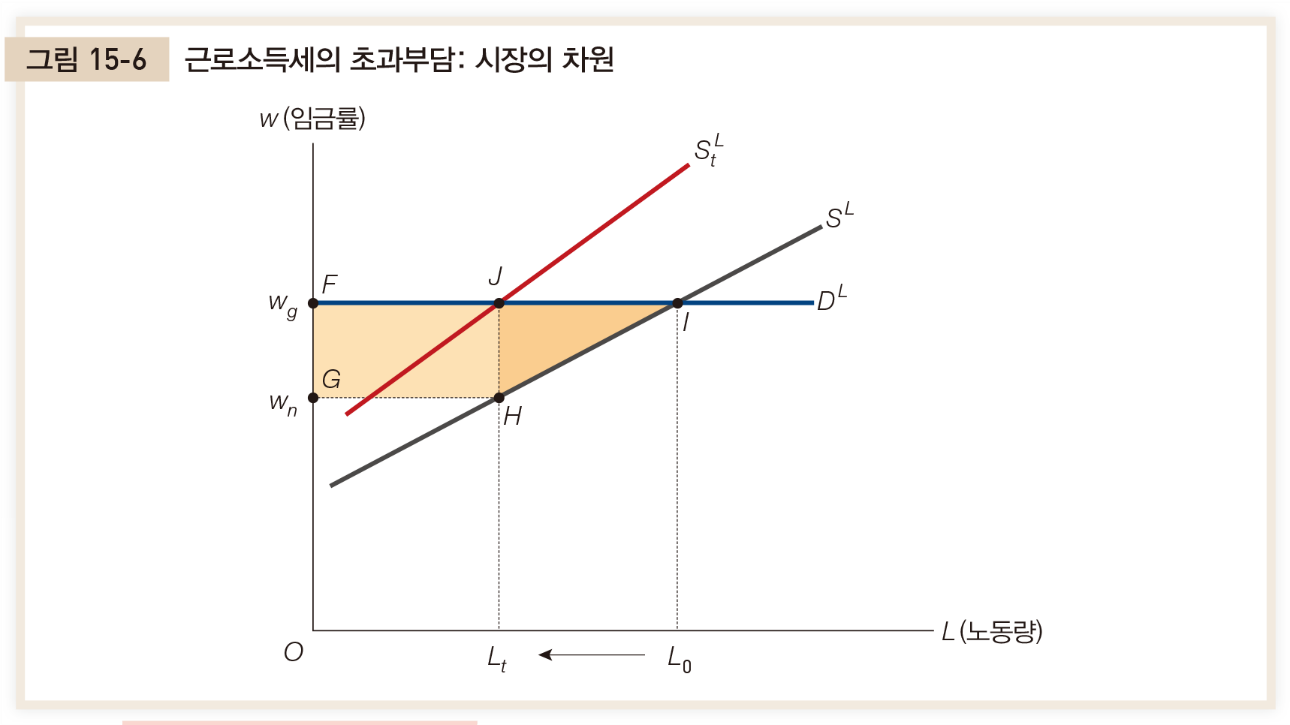 그림 15-6 근로소득세의 초과부담: 시장의 차원
w (임금률)
S_t^L
S^L
F
J
w_g
D^L
I
G
w_n
H
O
L_t
L_0
L (노동량)